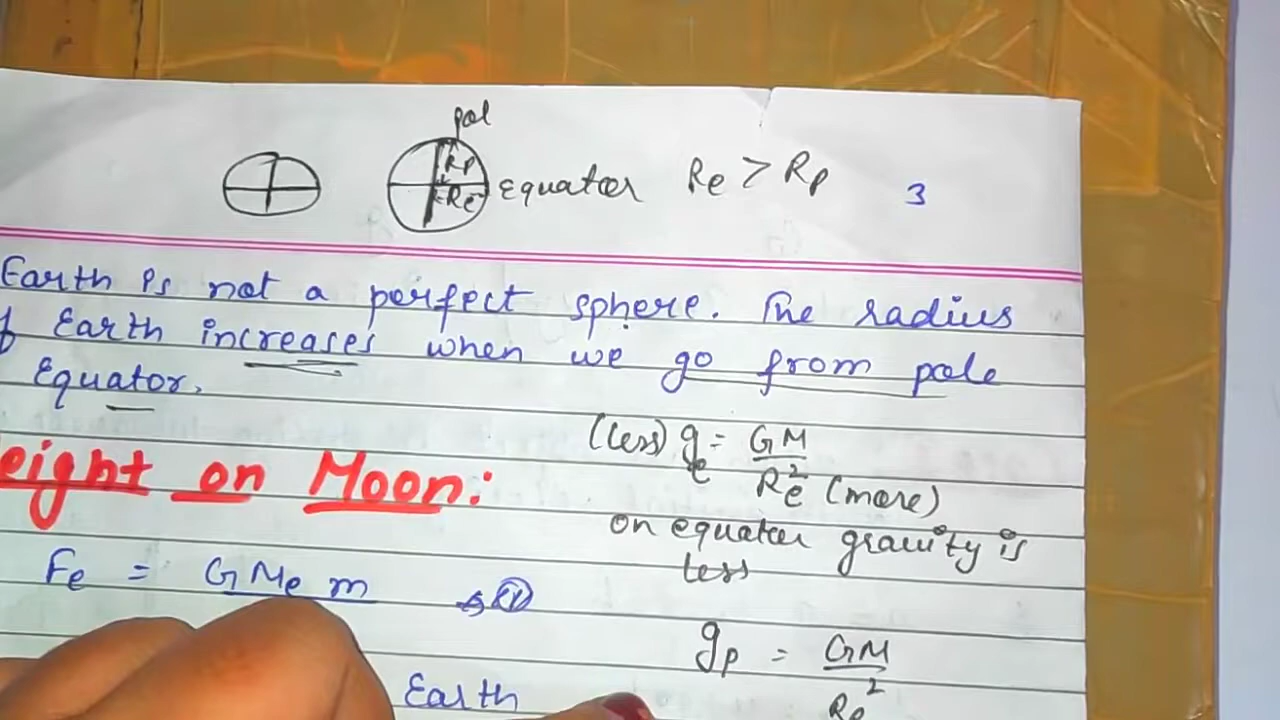 pol
Rp
Re
Equator Re > Rp 3
Earth is not a perfect sphere. The radius
f Earth increases when we go from pole
Equator.
(less) ge = GM
Re² (more)
on equator gravity is
less
eight on Moon:
Fe = GMe m
gp = GM
Earth